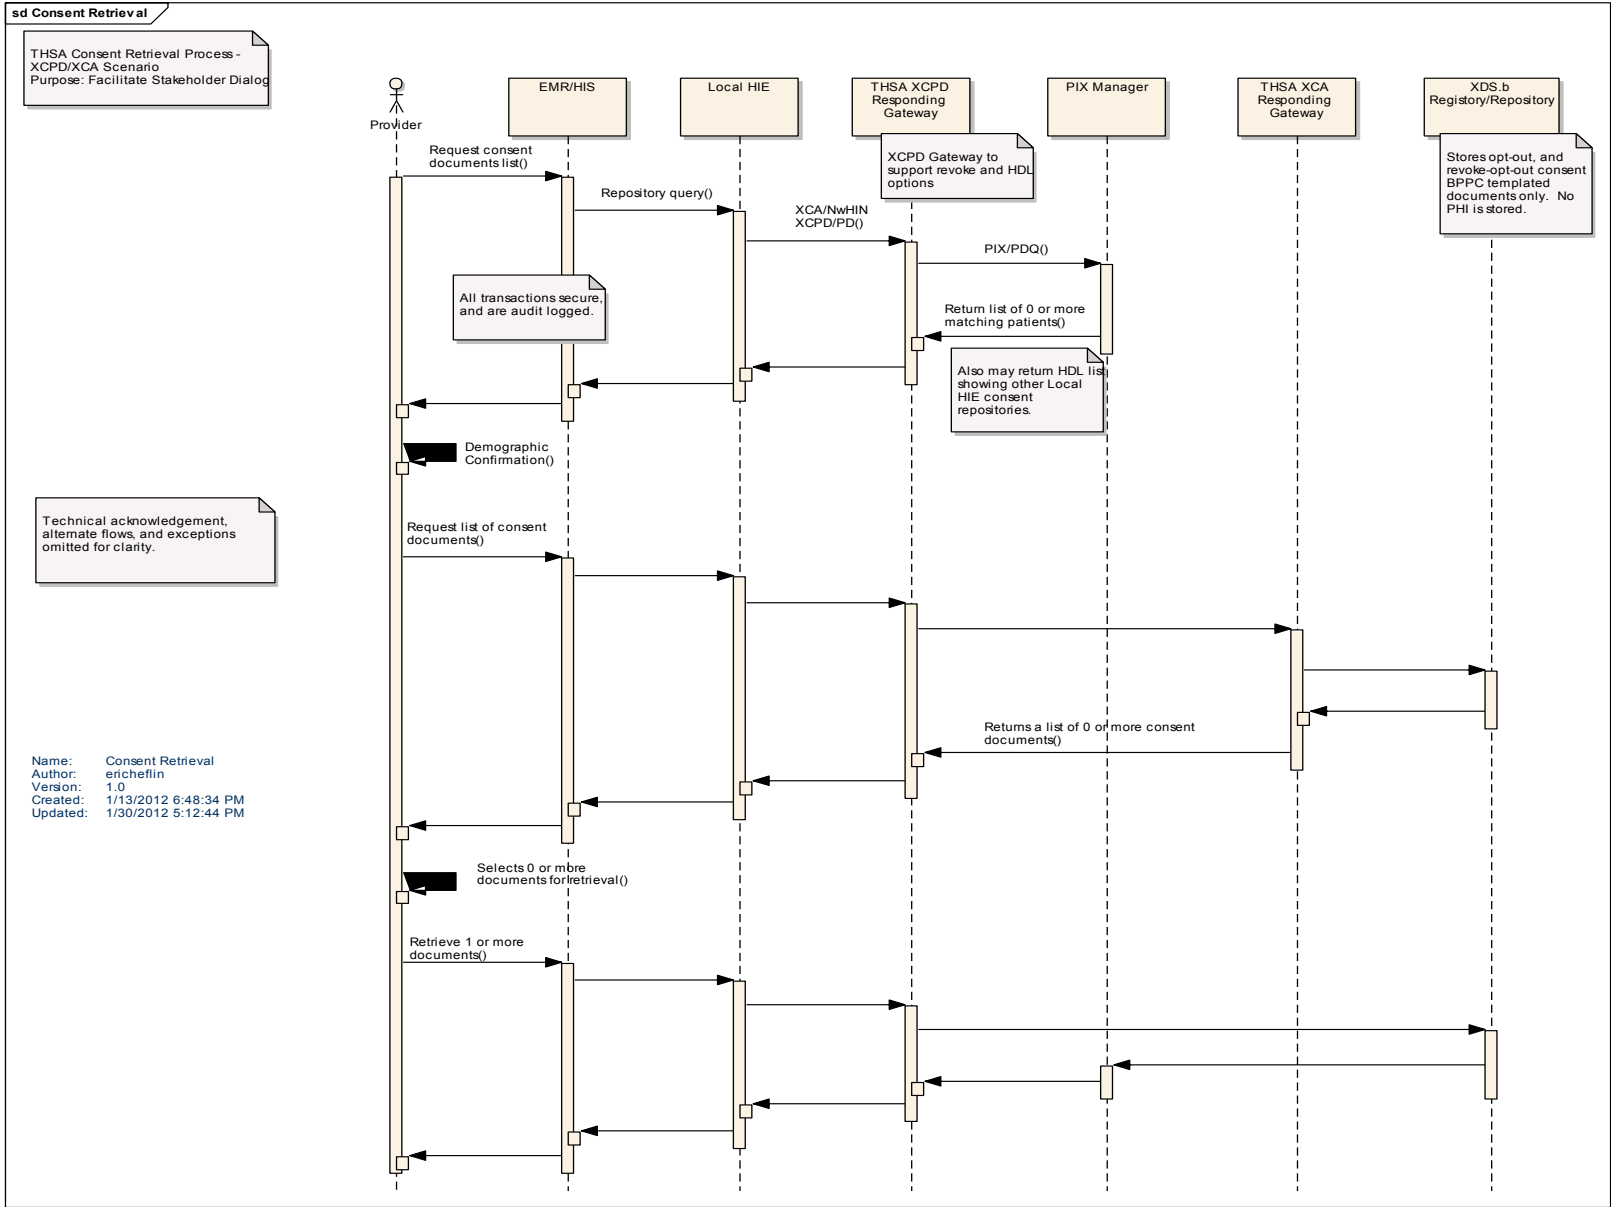 sd Consent Retrieval
THSA Consent Retrieval Process -
XCPD/XCA Scenario
Purpose: Facilitate Stakeholder Dialog
Provider
EMR/HIS
Local HIE
THSA XCPD
Responding
Gateway
PIX Manager
THSA XCA
Responding
Gateway
XDS.b
Registory/Repository
XCPD Gateway to
support revoke and HDL
options
Stores opt-out, and
revoke-opt-out consent
BPPC templated
documents only.  No
PHI is stored.
Request consent
documents list()
Repository query()
XCA/NwHIN
XCPD/PD()
PIX/PDQ()
All transactions secure,
and are audit logged.
Return list of 0 or more
matching patients()
Also may return HDL list
showing other Local
HIE consent
repositories.
Demographic
Confirmation()
Technical acknowledgement,
alternate flows, and exceptions
omitted for clarity.
Request list of consent
documents()
Returns a list of 0 or more consent
documents()
Name: Consent Retrieval
Author: ericheflin
Version: 1.0
Created: 1/13/2012 6:48:34 PM
Updated: 1/30/2012 5:12:44 PM
Selects 0 or more
documents for retrieval()
Retrieve 1 or more
documents()